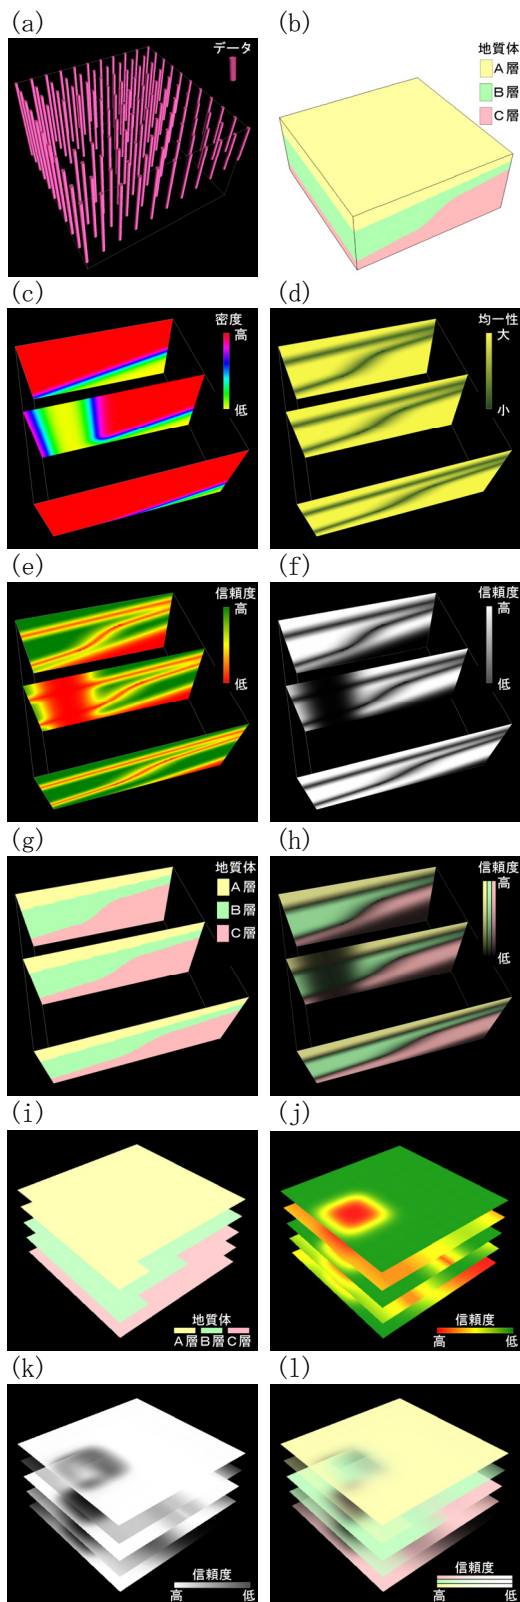 (a)
データ
(b)
地質体
A層
B層
C層
(c)
密度
高
低
(d)
均一性
大
小
(e)
信頼度
高
低
(f)
信頼度
高
低
(g)
地質体
A層
B層
C層
(h)
信頼度
高
低
(i)
地質体
A層 B層 C層
(j)
信頼度
高 低
(k)
信頼度
高 低
(l)
信頼度
高 低